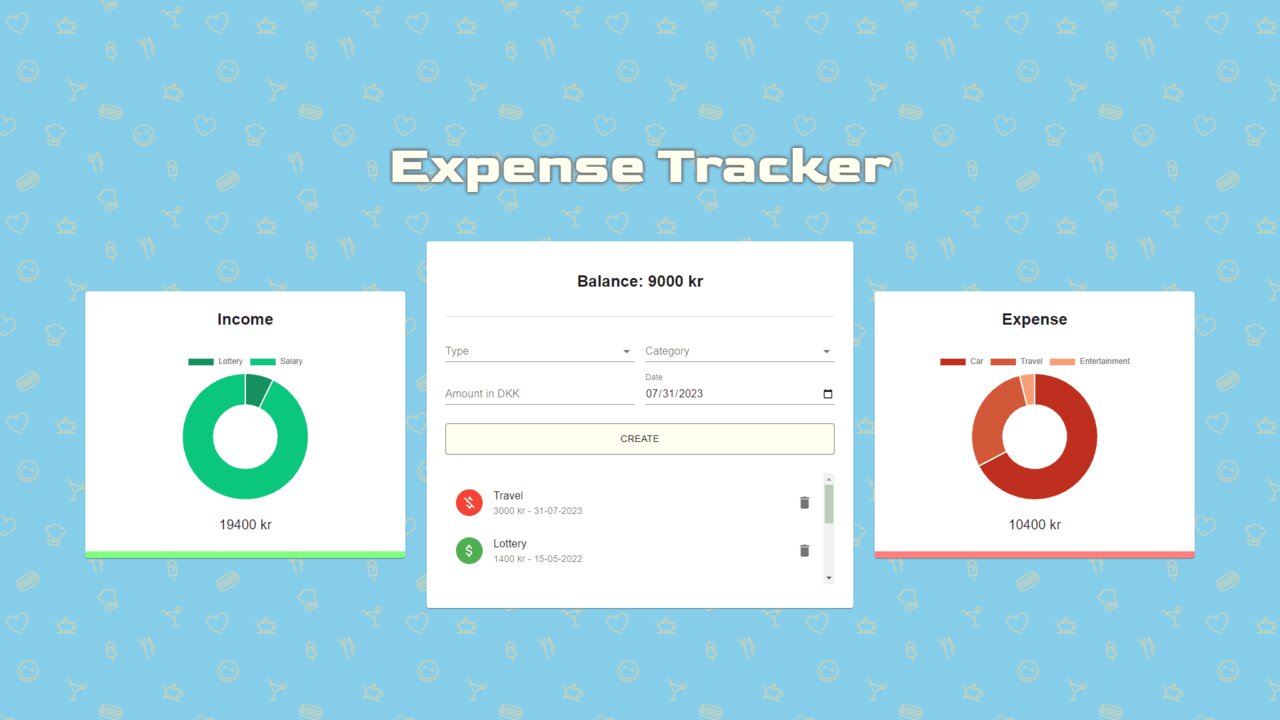 Expense Tracker
Income
Lottery Salary
19400 kr
Balance: 9000 kr
Type Category
Amount in DKK
Date
07/31/2023
CREATE
Travel
3000 kr - 31-07-2023
Lottery
1400 kr - 15-05-2022
Expense
Car Travel Entertainment
10400 kr